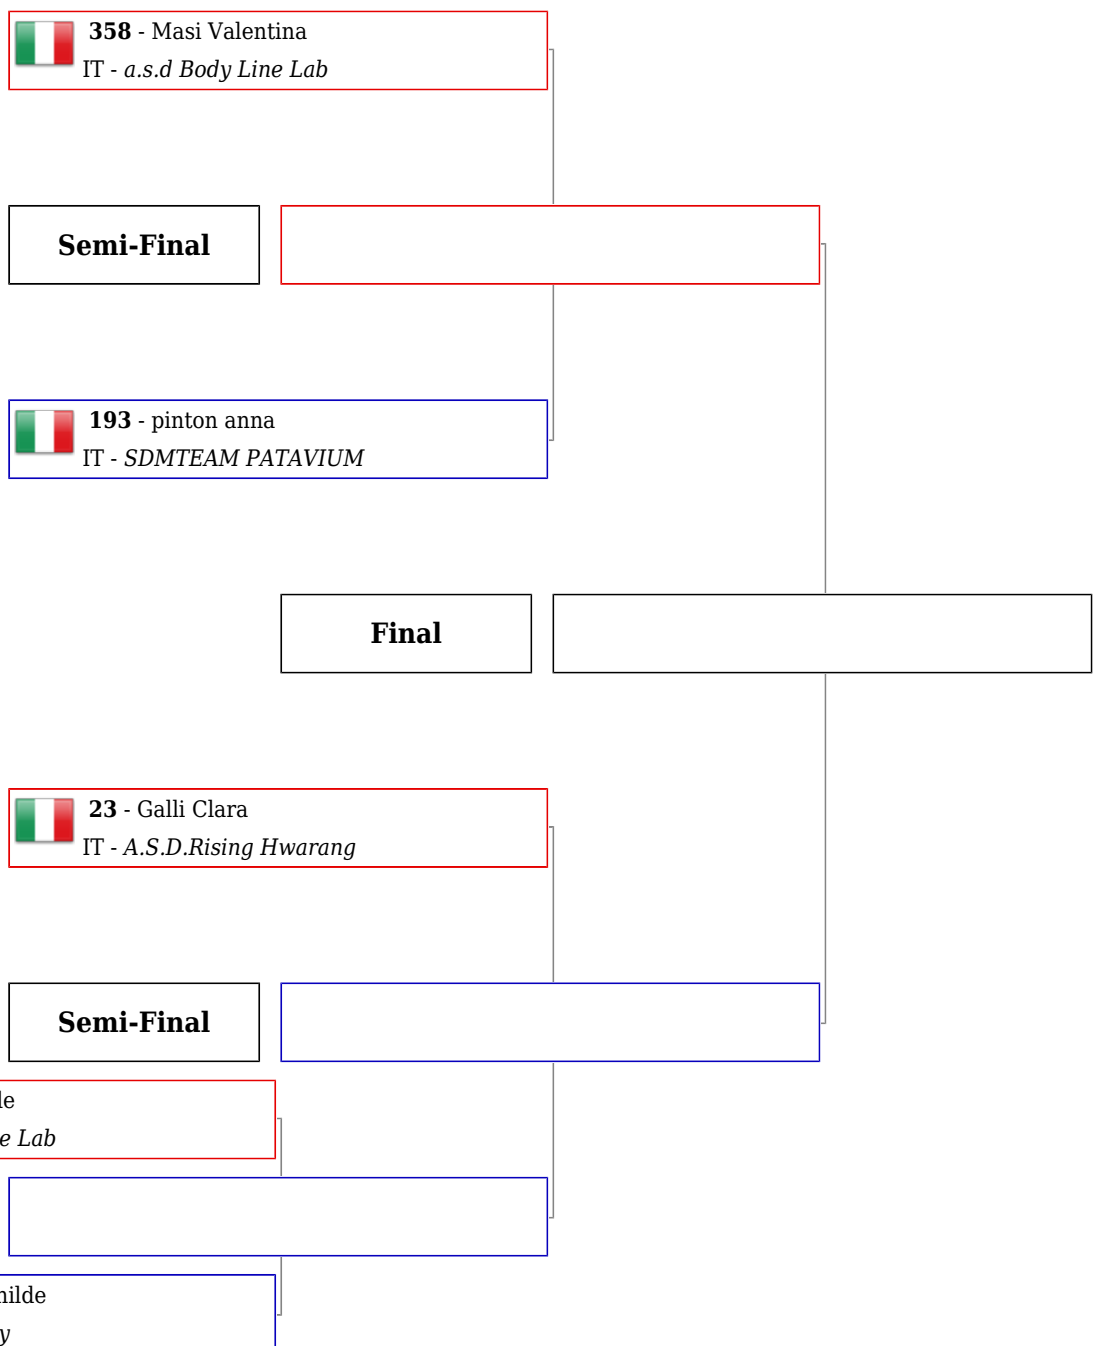 358 - Masi Valentina
IT - a.s.d Body Line Lab
Semi-Final
193 - pinton anna
IT - SDMTEAM PATAVIUM
Final
23 - Galli Clara
IT - A.S.D.Rising Hwarang
Semi-Final
Lab